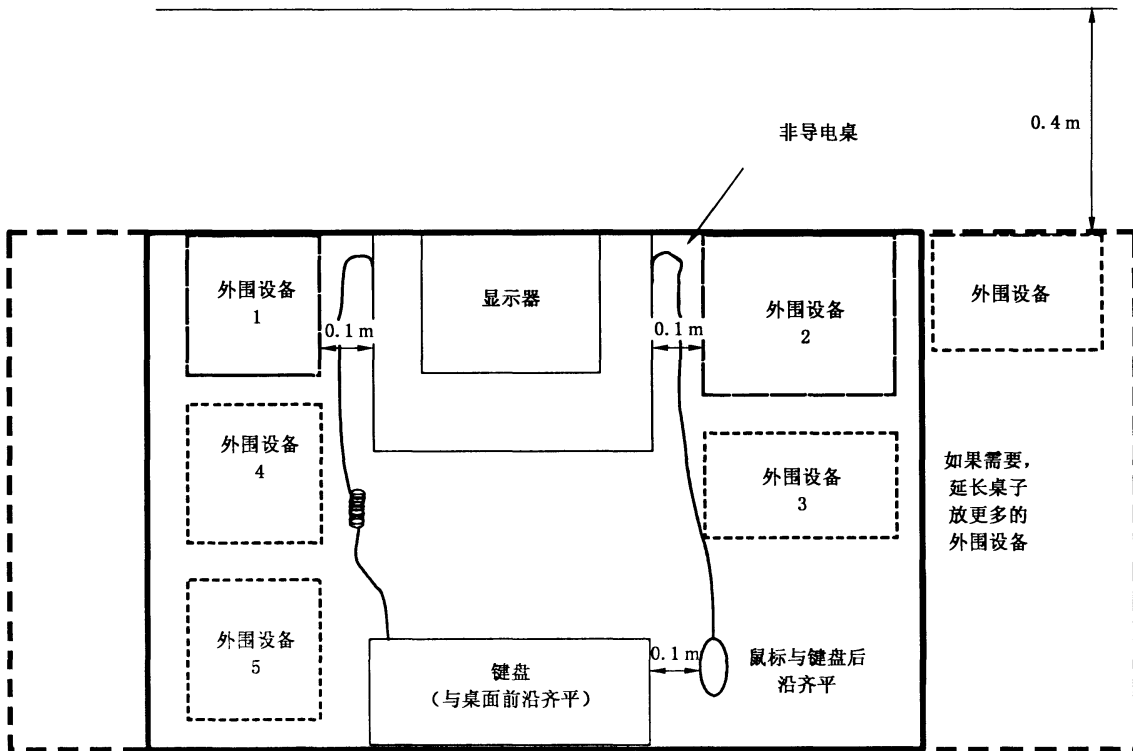 0.4 m
非导电桌
外围设备
1
显示器
外围设备
2
外围设备
0.1 m
0.1 m
外围设备
4
外围设备
3
如果需要，
延长桌子
放更多的
外围设备
外围设备
5
键盘
（与桌面前沿齐平）
0.1 m
鼠标与键盘后
沿齐平